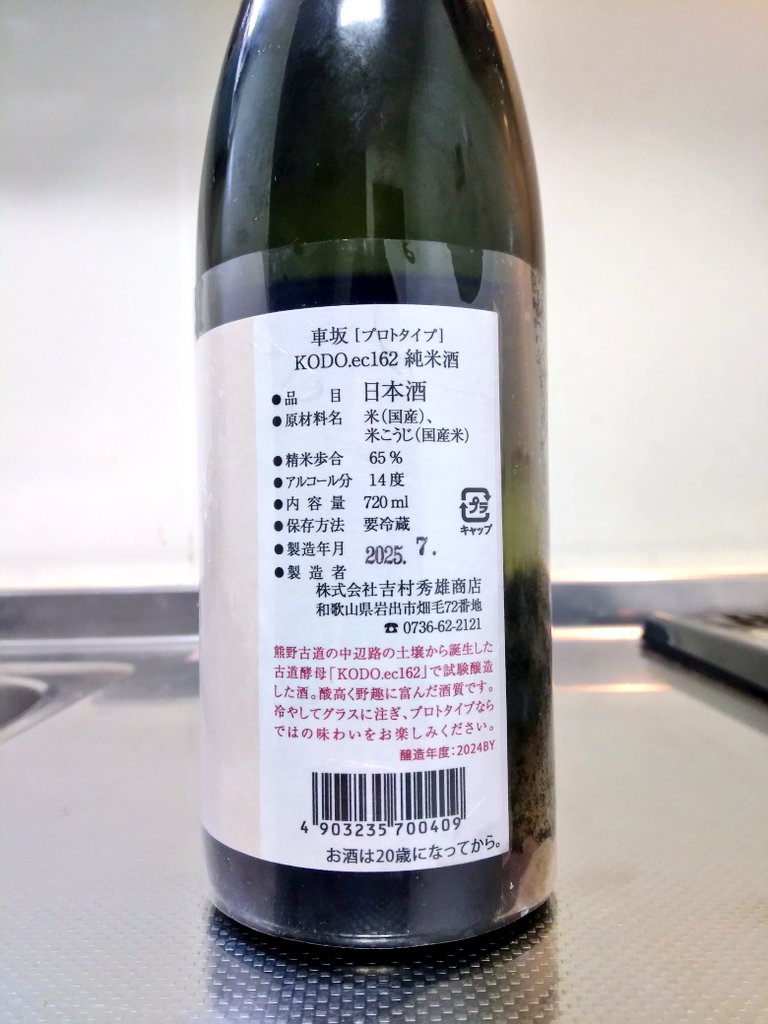 車坂 [プロトタイプ]
KODO.ec162 純米酒
●品　目　日本酒
●原材料名　米(国産)、
米こうじ(国産米)
●精米歩合　65%
●アルコール分　14度
●内容量　720ml
●保存方法　要冷蔵
プラ
キャップ
●製造年月　2025. 7.
●製造者
株式会社吉村秀雄商店
和歌山県岩出市畑毛72番地
☎ 0736-62-2121
熊野古道の中辺路の土壌から誕生した
古道酵母「KODO.ec162」で試験醸造
した酒。酸高く野趣に富んだ酒質です。
冷やしてグラスに注ぎ、プロトタイプなら
ではの味わいをお楽しみください。
醸造年度：2024BY
4 903235 700409
お酒は20歳になってから。